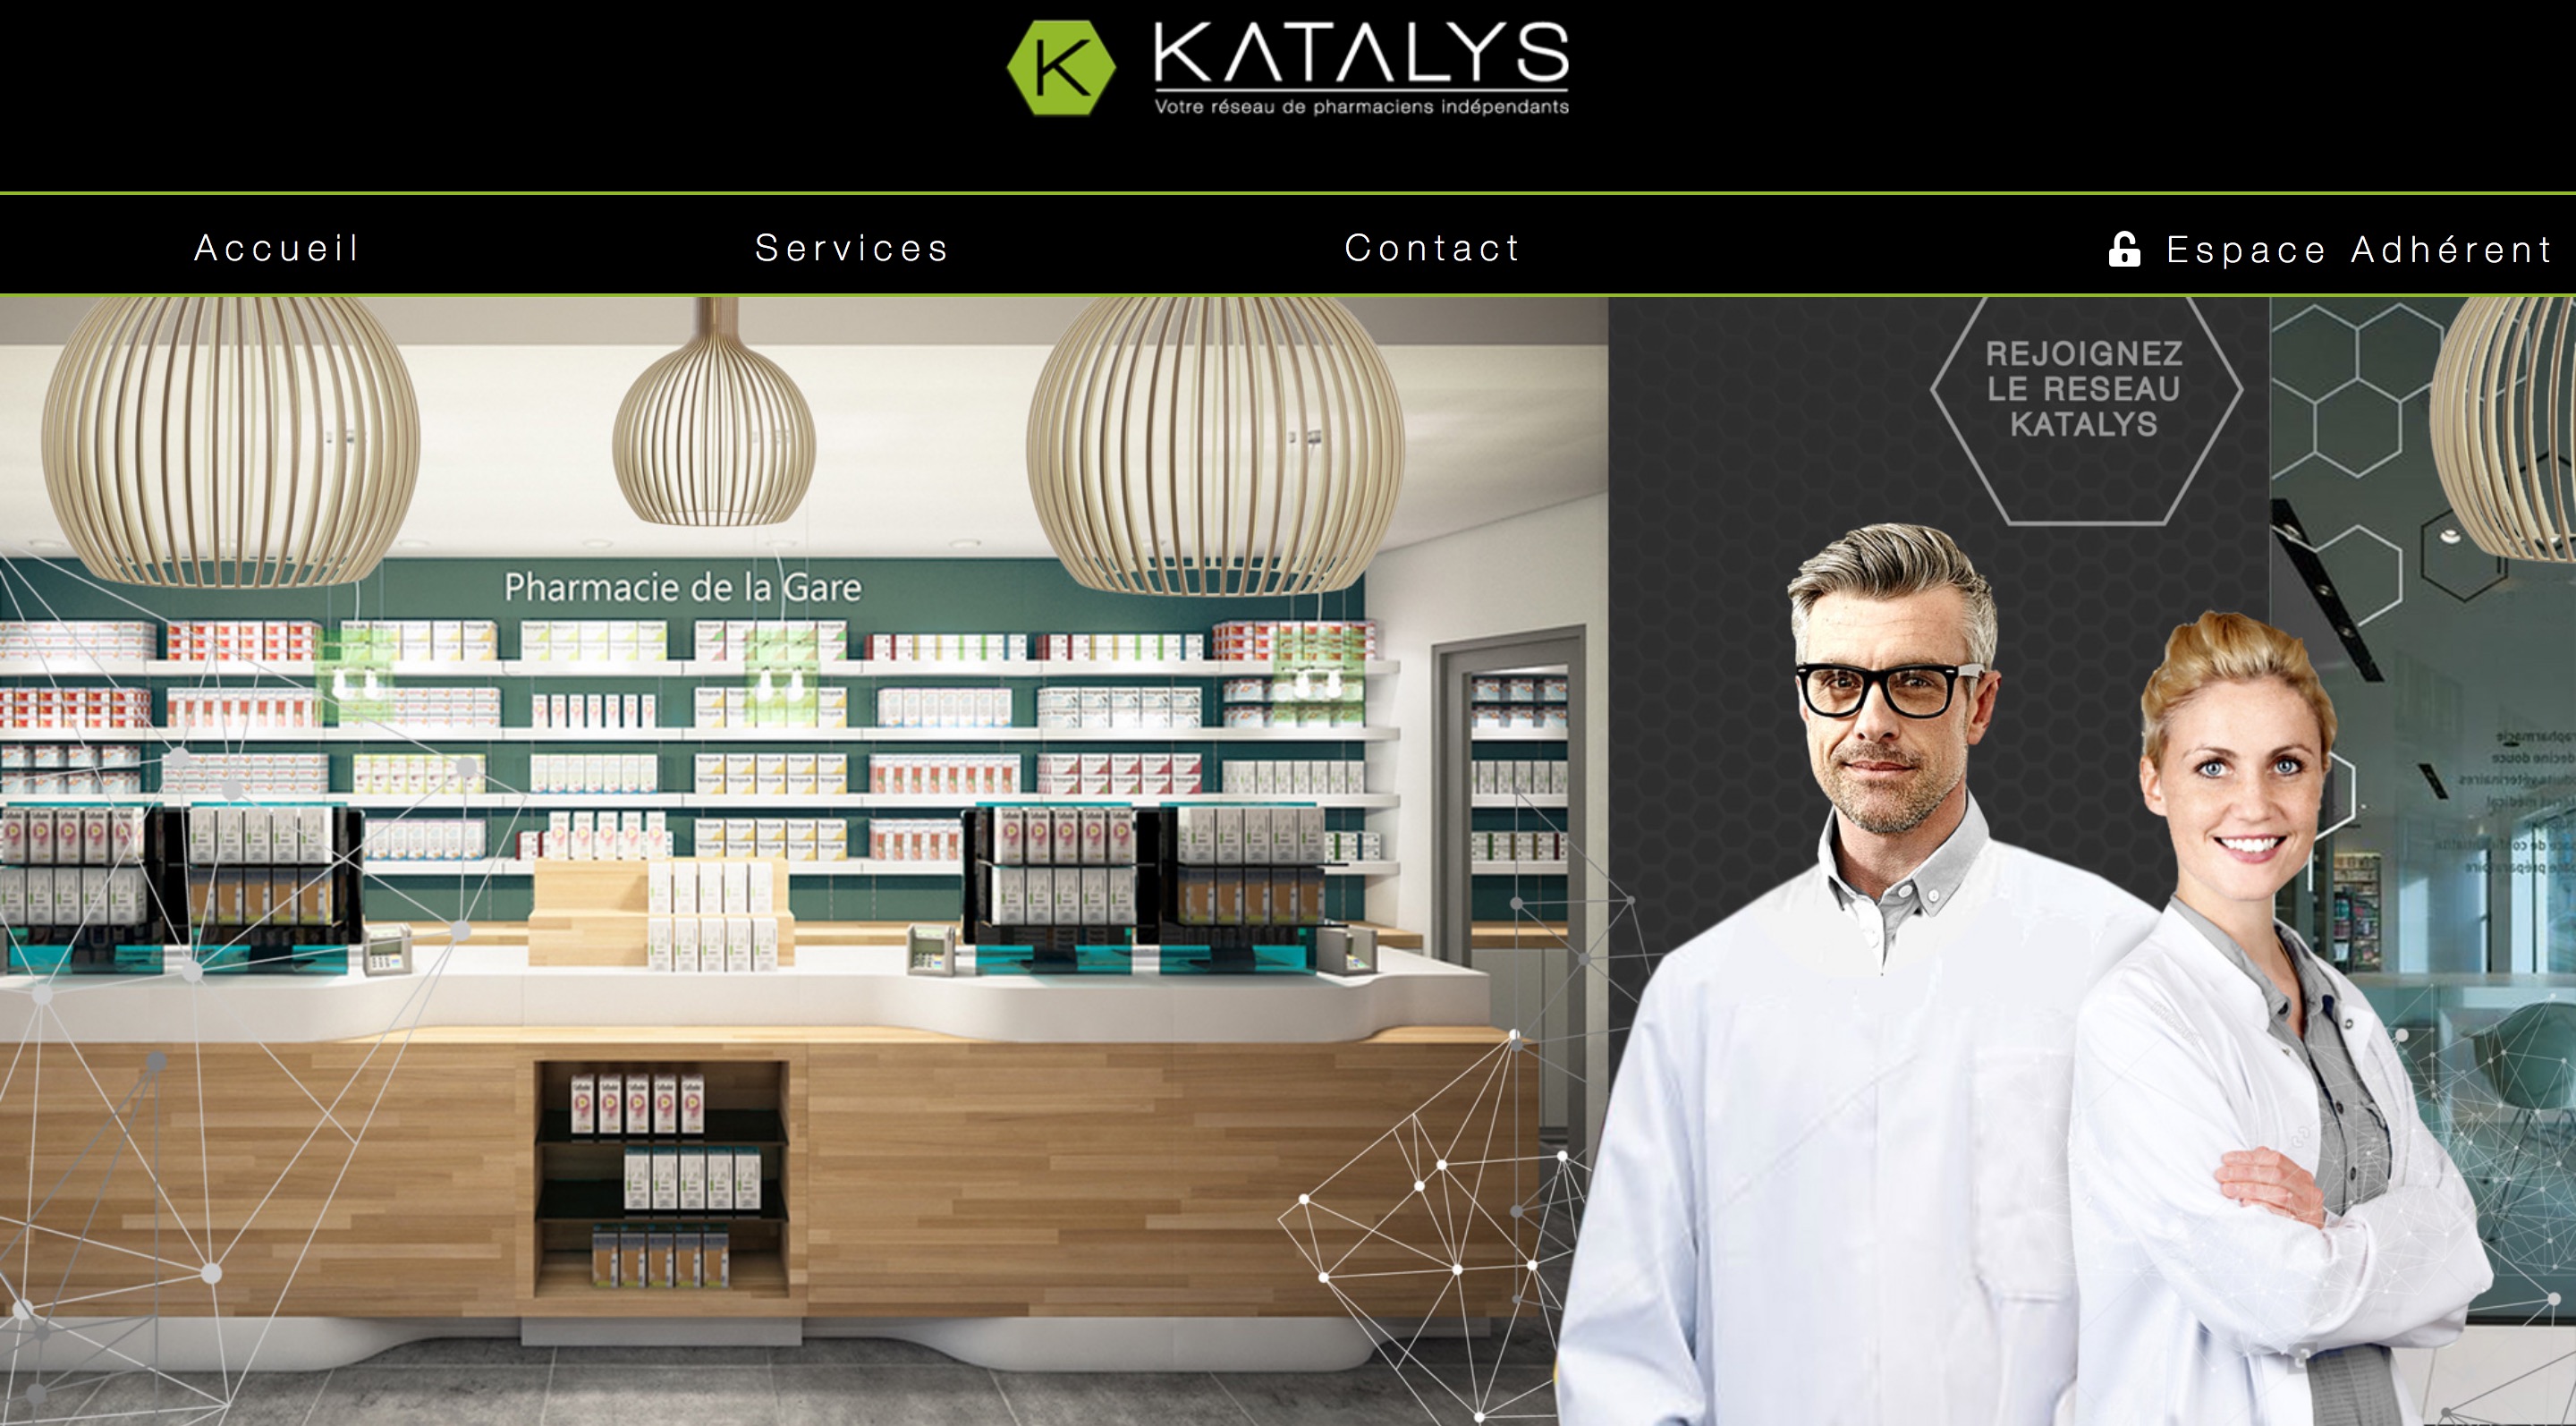 K KATALYS
Votre réseau de pharmaciens indépendants
Accueil
Services
Contact
Espace Adhérent
REJOIGNEZ
LE RESEAU
KATALYS
Pharmacie de la Gare